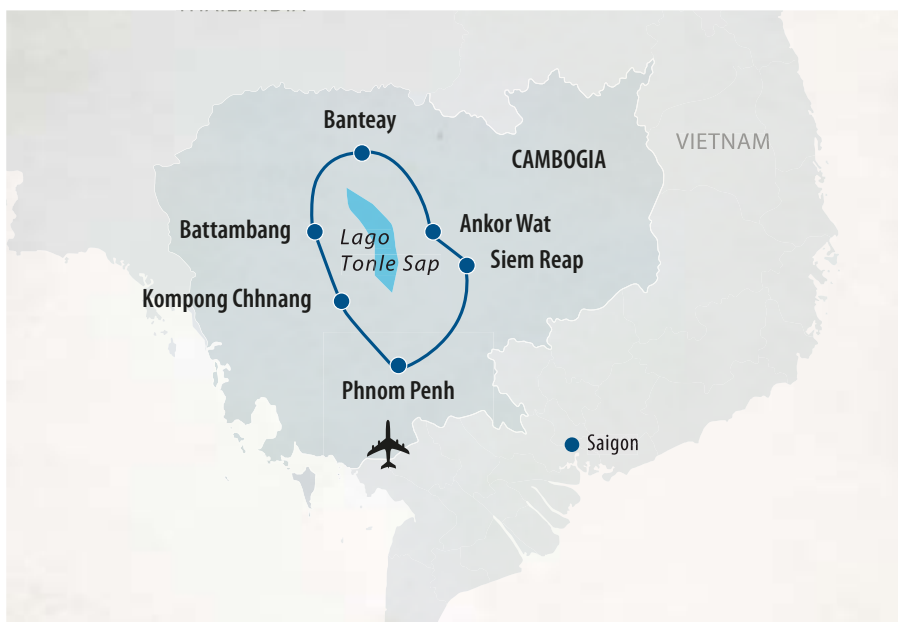 Banteay
VIETNAM
CAMBOGIA
Battambang
Ankor Wat
Lago
Tonle Sap
Siem Reap
Kompong Chhnang
Phnom Penh
Saigon